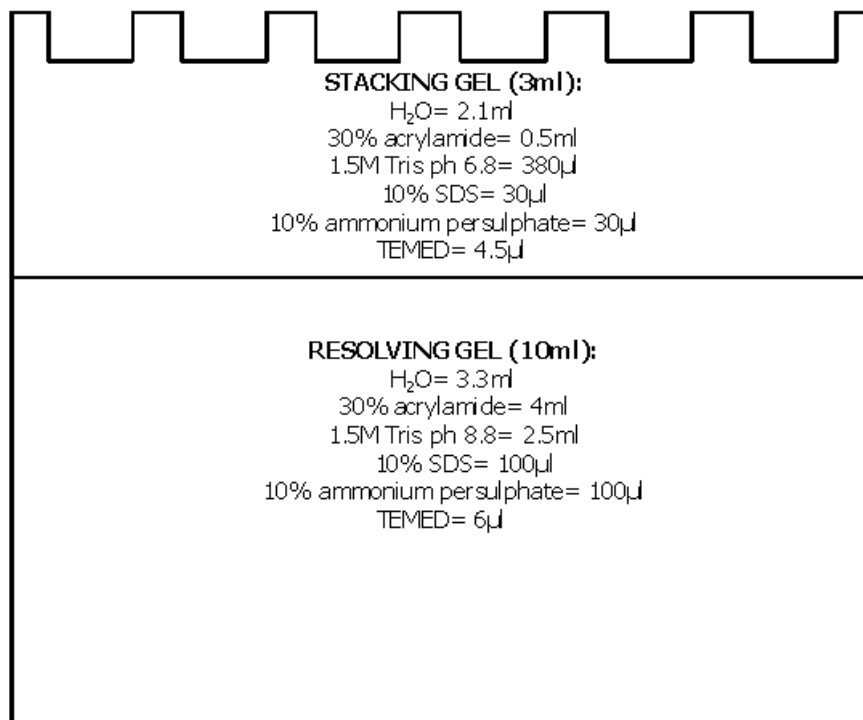 STACKING GEL (3ml):
H₂O= 2.1ml
30% acrylamide= 0.5ml
1.5M Tris ph 6.8= 380µl
10% SDS= 30µl
10% ammonium persulphate= 30µl
TEMED= 4.5µl
RESOLVING GEL (10ml):
H₂O= 3.3ml
30% acrylamide= 4ml
1.5M Tris ph 8.8= 2.5ml
10% SDS= 100µl
10% ammonium persulphate= 100µl
TEMED= 6µl